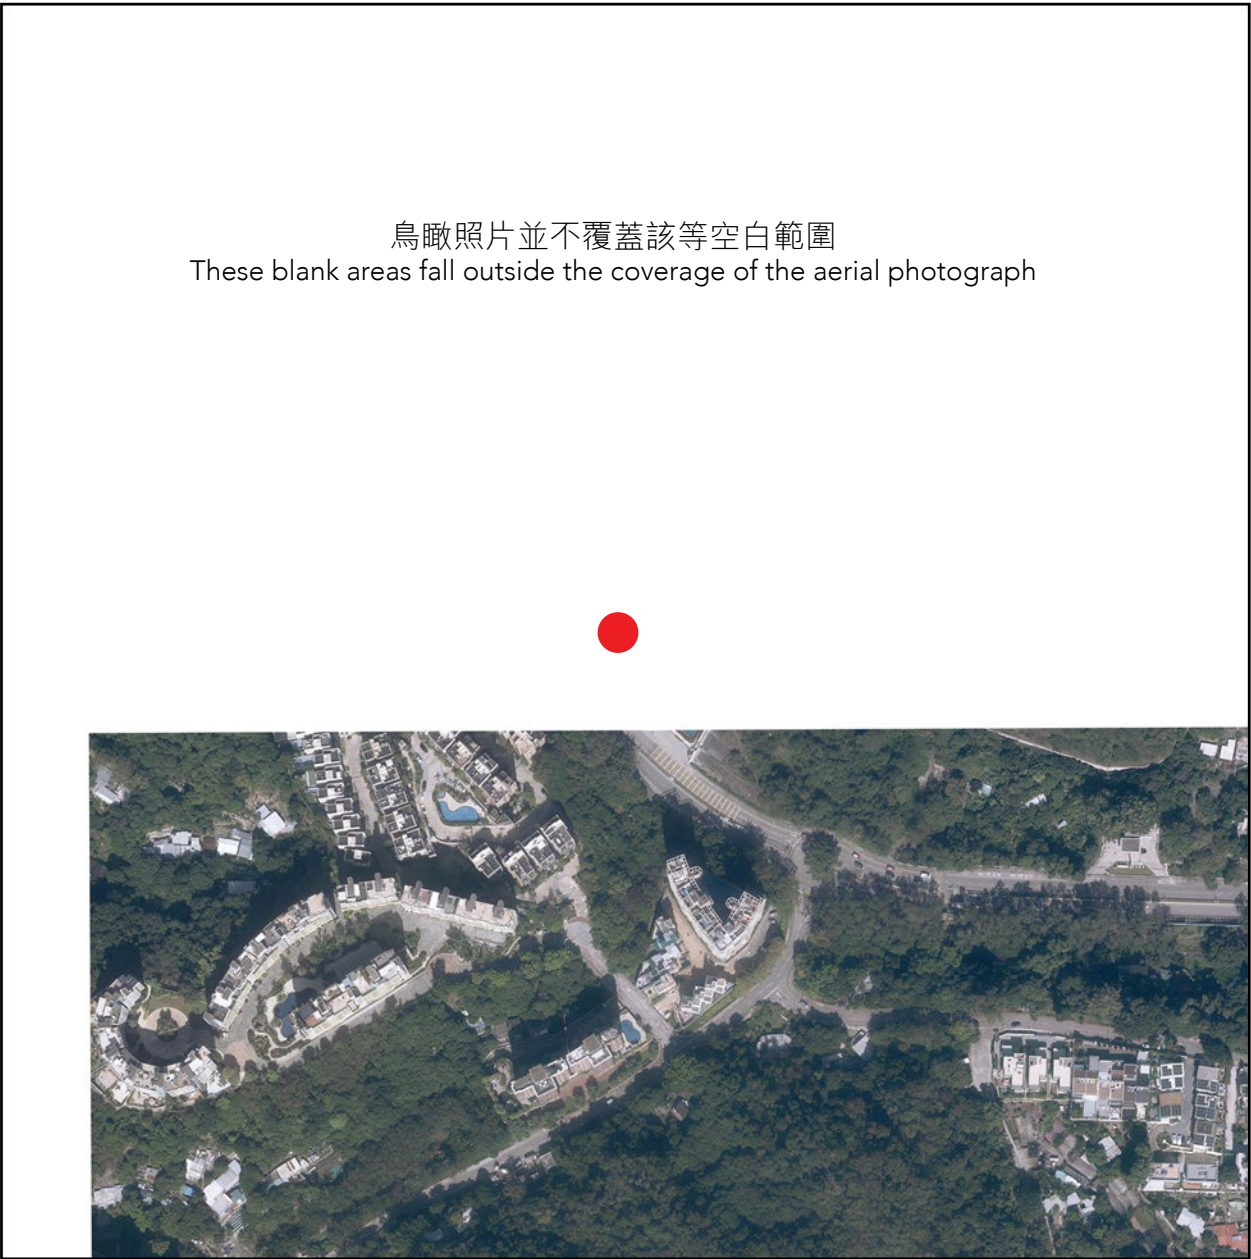 鳥瞰照片並不覆蓋該等空白範圍
These blank areas fall outside the coverage of the aerial photograph